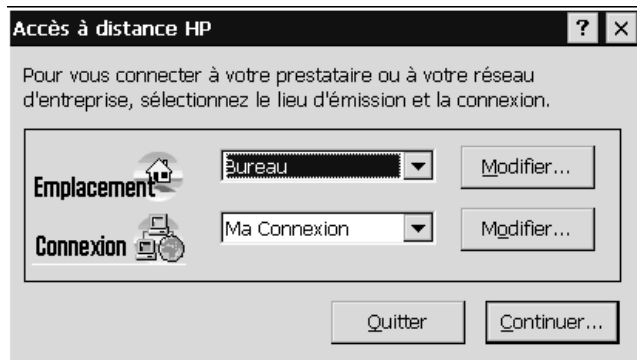 Accès à distance HP
Pour vous connecter à votre prestataire ou à votre réseau
d'entreprise, sélectionnez le lieu d'émission et la connexion.
Emplacement
Bureau
Modifier...
Connexion
Ma Connexion
Modifier...
Quitter
Continuer...